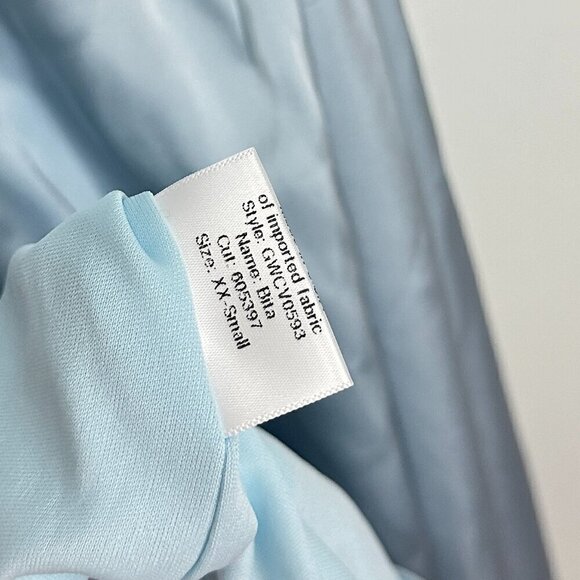 of imported fabric
Style: GWCV0593
Name: Bita
Cut: 605397
Size: XX-Small